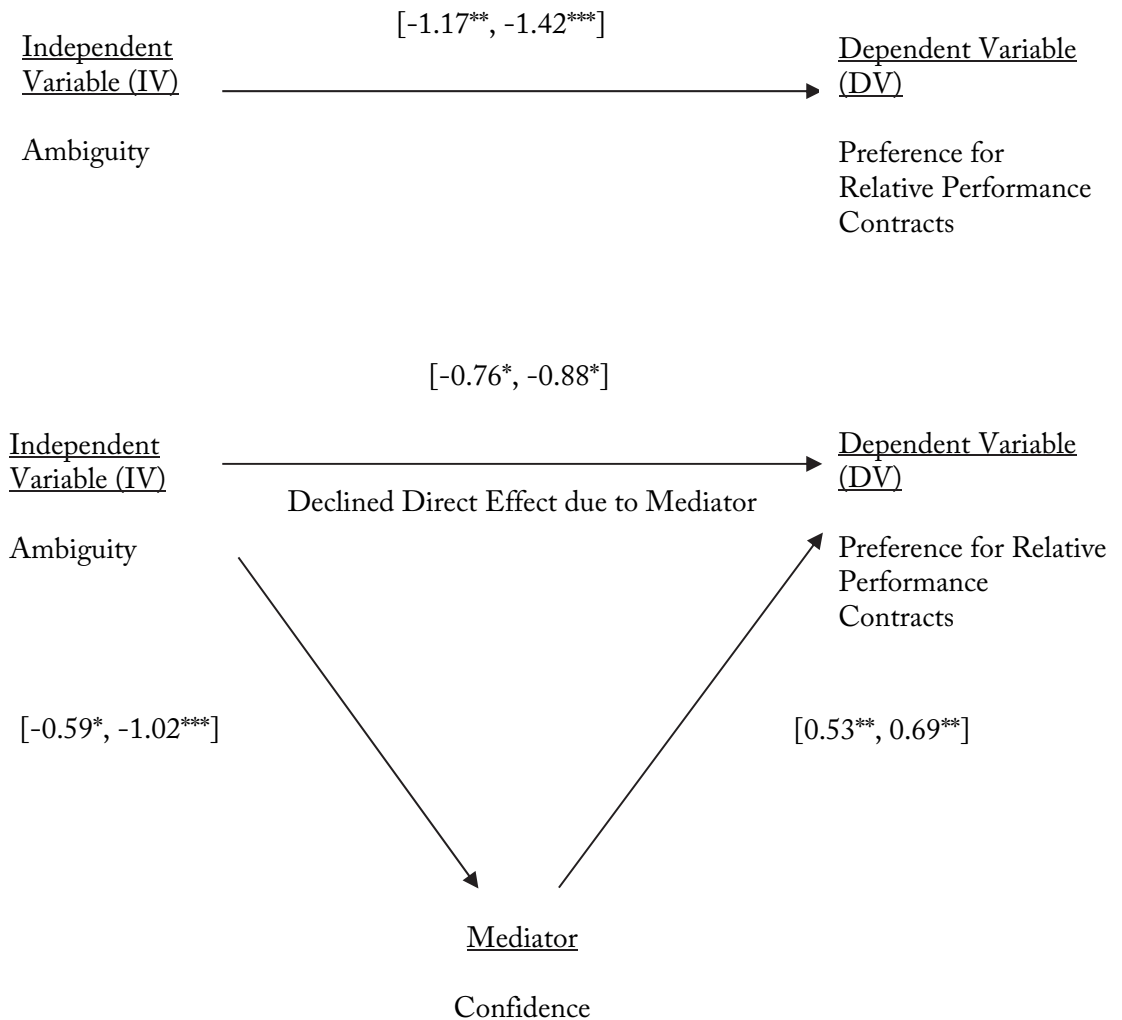 [-1.17**, -1.42***]
Independent
Variable (IV)
Ambiguity
Dependent Variable
(DV)
Preference for
Relative Performance
Contracts
[-0.76*, -0.88*]
Independent
Variable (IV)
Ambiguity
Declined Direct Effect due to Mediator
Dependent Variable
(DV)
Preference for Relative
Performance
Contracts
[-0.59*, -1.02***]
[0.53**, 0.69**]
Mediator
Confidence